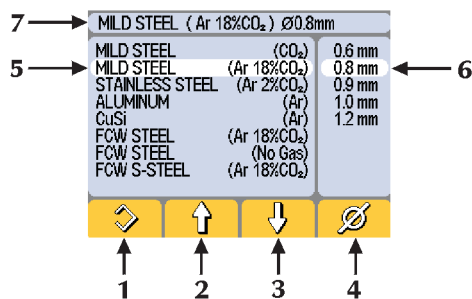 7 MILD STEEL ( Ar 18%CO₂ ) Ø0.8mm
MILD STEEL (CO₂) 0.6 mm
5 MILD STEEL (Ar 18%CO₂) 0.8 mm 6
STAINLESS STEEL (Ar 2%CO₂) 0.9 mm
ALUMINUM (Ar) 1.0 mm
CuSi (Ar) 1.2 mm
FCW STEEL (Ar 18%CO₂)
FCW STEEL (No Gas)
FCW S-STEEL (Ar 18%CO₂)
Ø
1 2 3 4